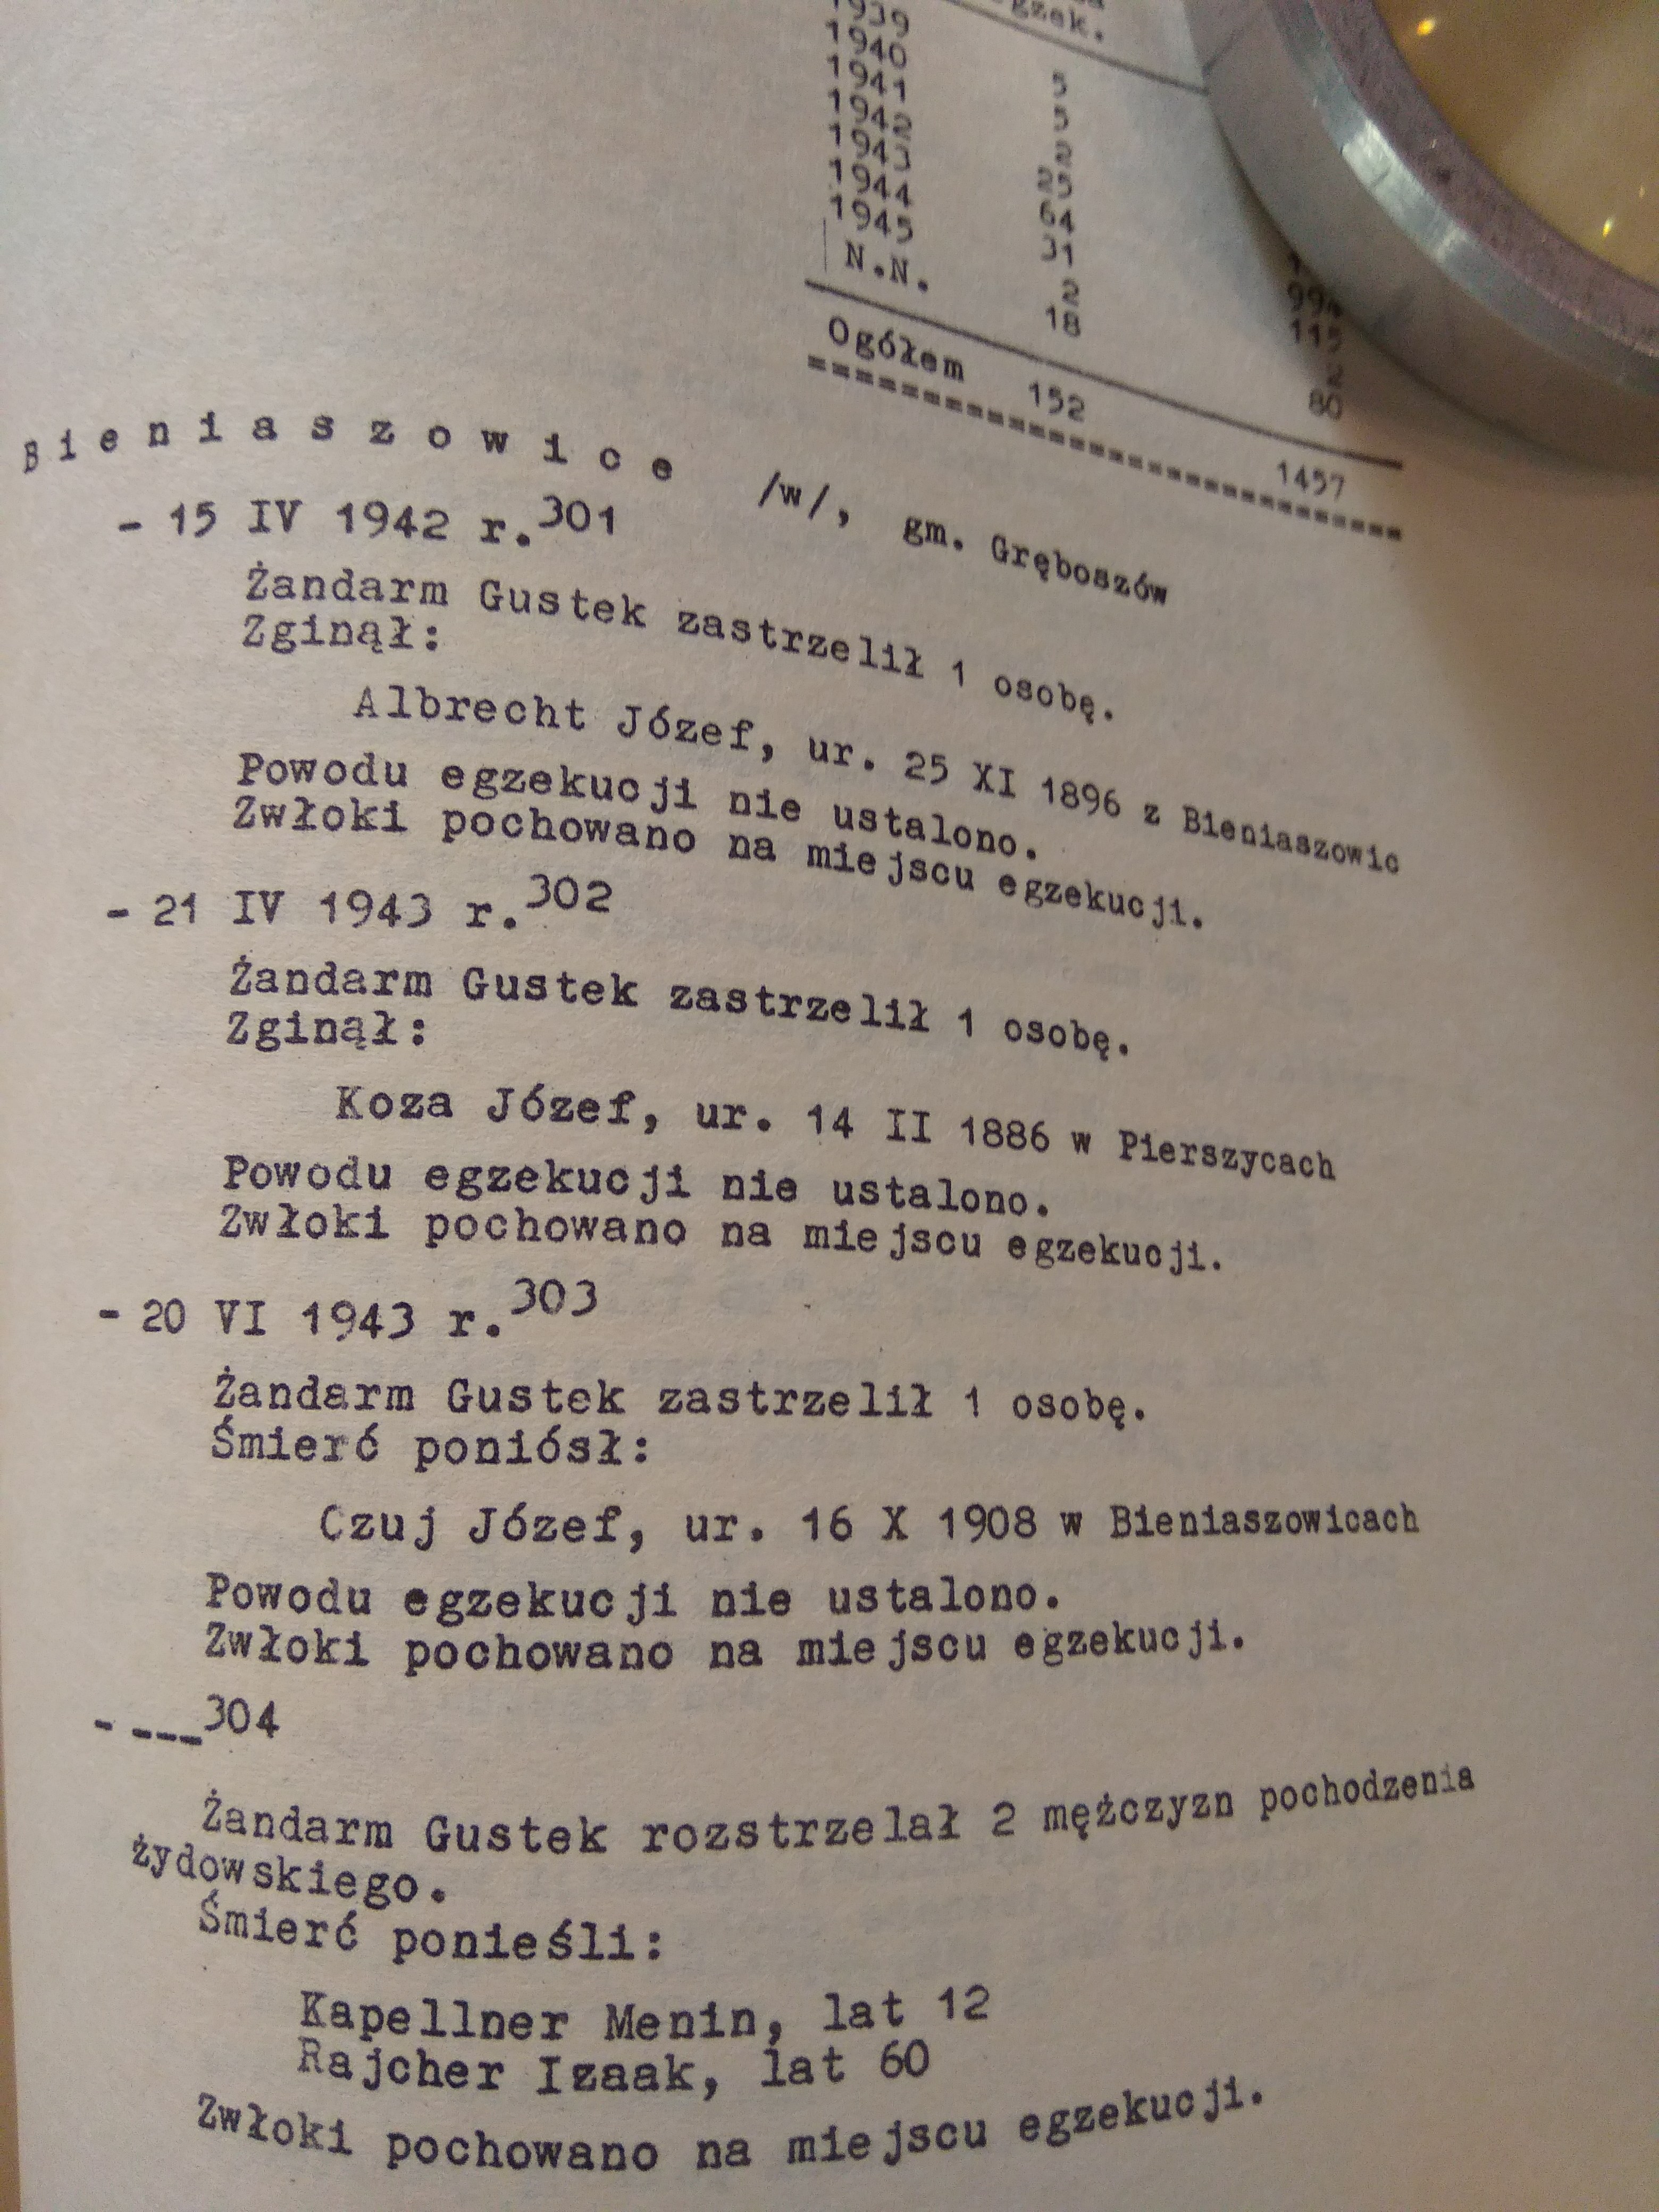 gzek.
1939
1940 5
1941 5
1942 2
1943 25
1944 64
1945 31
N.N. 2
18 80
Ogółem 152 1457
Bieniaszowice /w/, gm. Gręboszów
- 15 IV 1942 r.301
Żandarm Gustek zastrzelił 1 osobę.
Zginął:
Albrecht Józef, ur. 25 XI 1896 z Bieniaszowic
Powodu egzekucji nie ustalono.
Zwłoki pochowano na miejscu egzekucji.
- 21 IV 1943 r.302
Żandarm Gustek zastrzelił 1 osobę.
Zginął:
Koza Józef, ur. 14 II 1886 w Pierszycach
Powodu egzekucji nie ustalono.
Zwłoki pochowano na miejscu egzekucji.
- 20 VI 1943 r.303
Żandarm Gustek zastrzelił 1 osobę.
Śmierć poniósł:
Czuj Józef, ur. 16 X 1908 w Bieniaszowicach
Powodu egzekucji nie ustalono.
Zwłoki pochowano na miejscu egzekucji.
- ___304
Żandarm Gustek rozstrzelał 2 mężczyzn pochodzenia
żydowskiego.
Śmierć ponieśli:
Kapellner Menin, lat 12
Rajcher Izaak, lat 60
Zwłoki pochowano na miejscu egzekucji.